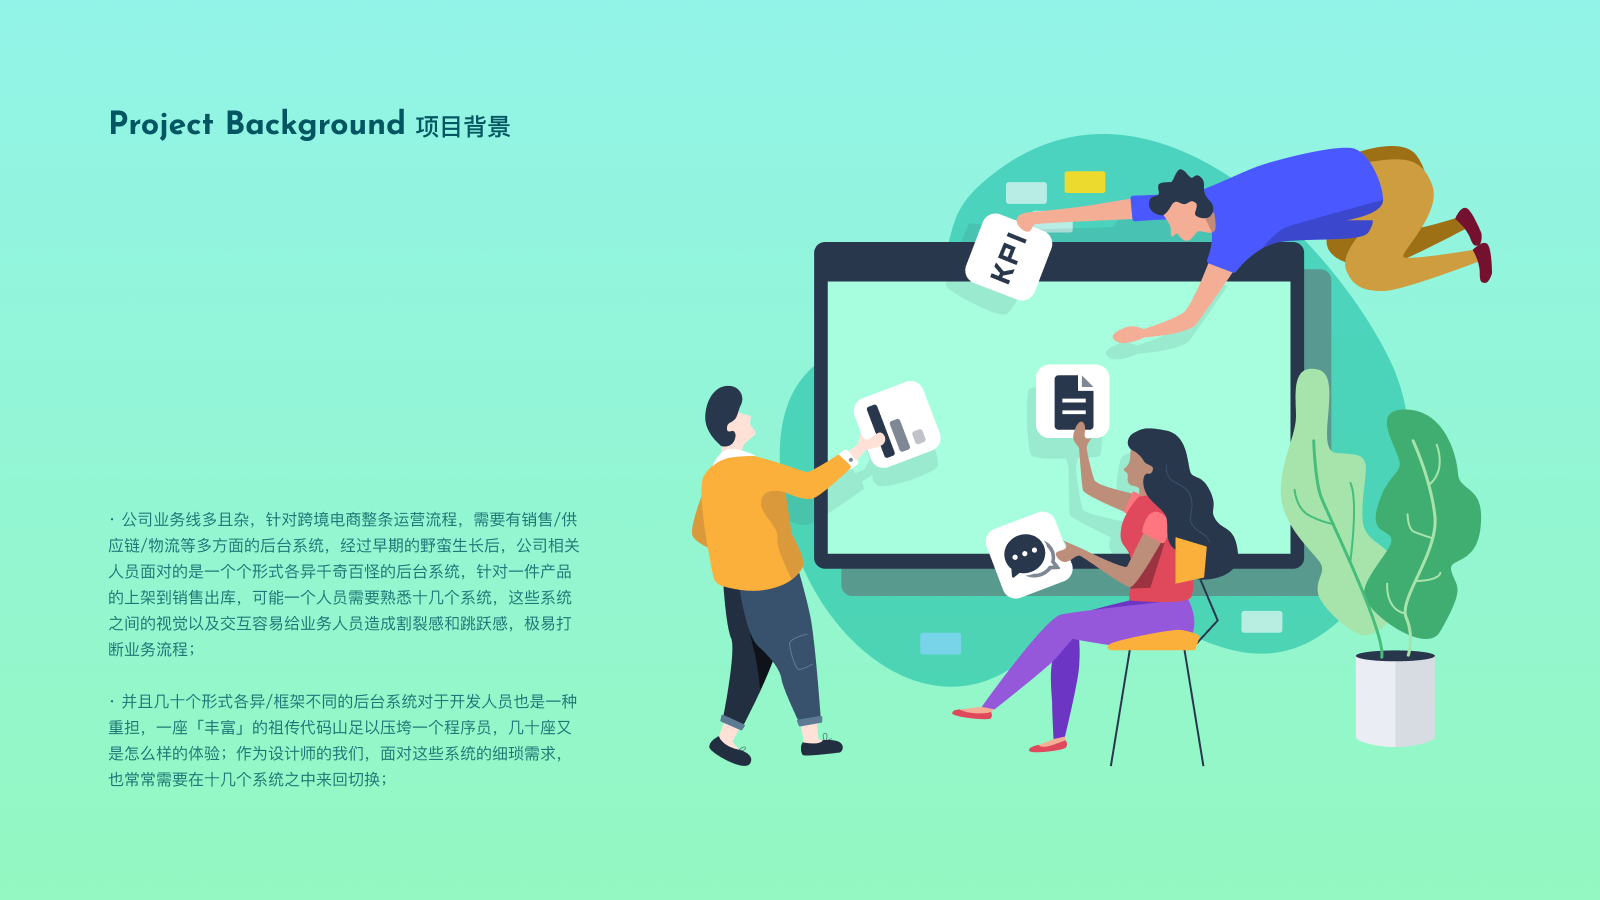 Project Background 项目背景
KPI
· 公司业务线多且杂，针对跨境电商整条运营流程，需要有销售/供
应链/物流等多方面的后台系统，经过早期的野蛮生长后，公司相关
人员面对的是一个个形式各异千奇百怪的后台系统，针对一件产品
的上架到销售出库，可能一个人员需要熟悉十几个系统，这些系统
之间的视觉以及交互容易给业务人员造成割裂感和跳跃感，极易打
断业务流程；
· 并且几十个形式各异/框架不同的后台系统对于开发人员也是一种
重担，一座「丰富」的祖传代码山足以压垮一个程序员，几十座又
是怎么样的体验；作为设计师的我们，面对这些系统的细琐需求，
也常常需要在十几个系统之中来回切换；